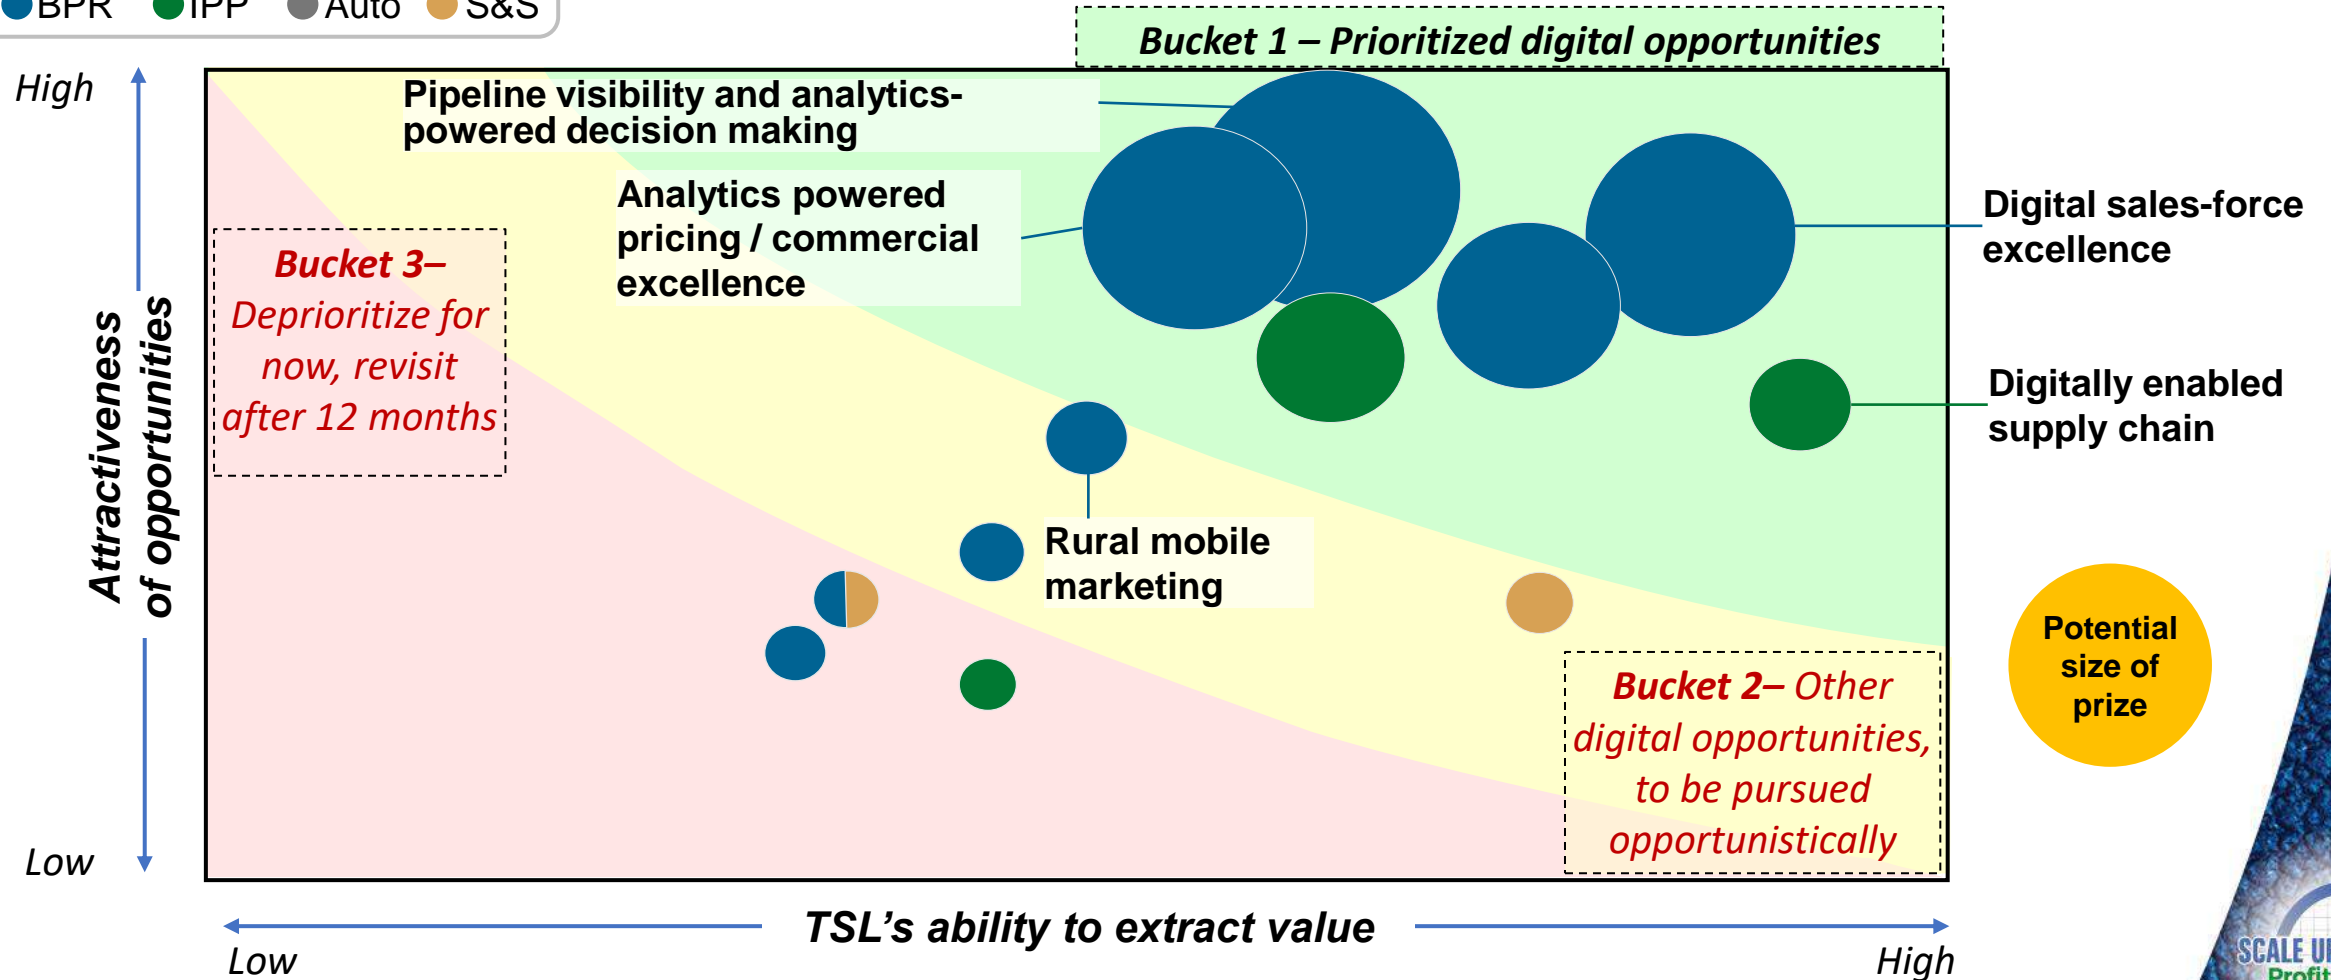 BPR IPP Auto S&S
Bucket 1 – Prioritized digital opportunities
High
Pipeline visibility and analytics-
powered decision making
Analytics powered
pricing / commercial
excellence
Digital sales-force
excellence
Bucket 3–
Deprioritize for
now, revisit
after 12 months
Attractiveness
of opportunities
Digitally enabled
supply chain
Rural mobile
marketing
Potential
size of
prize
Bucket 2– Other
digital opportunities,
to be pursued
opportunistically
Low
TSL's ability to extract value
Low
High
SCALE
Profit